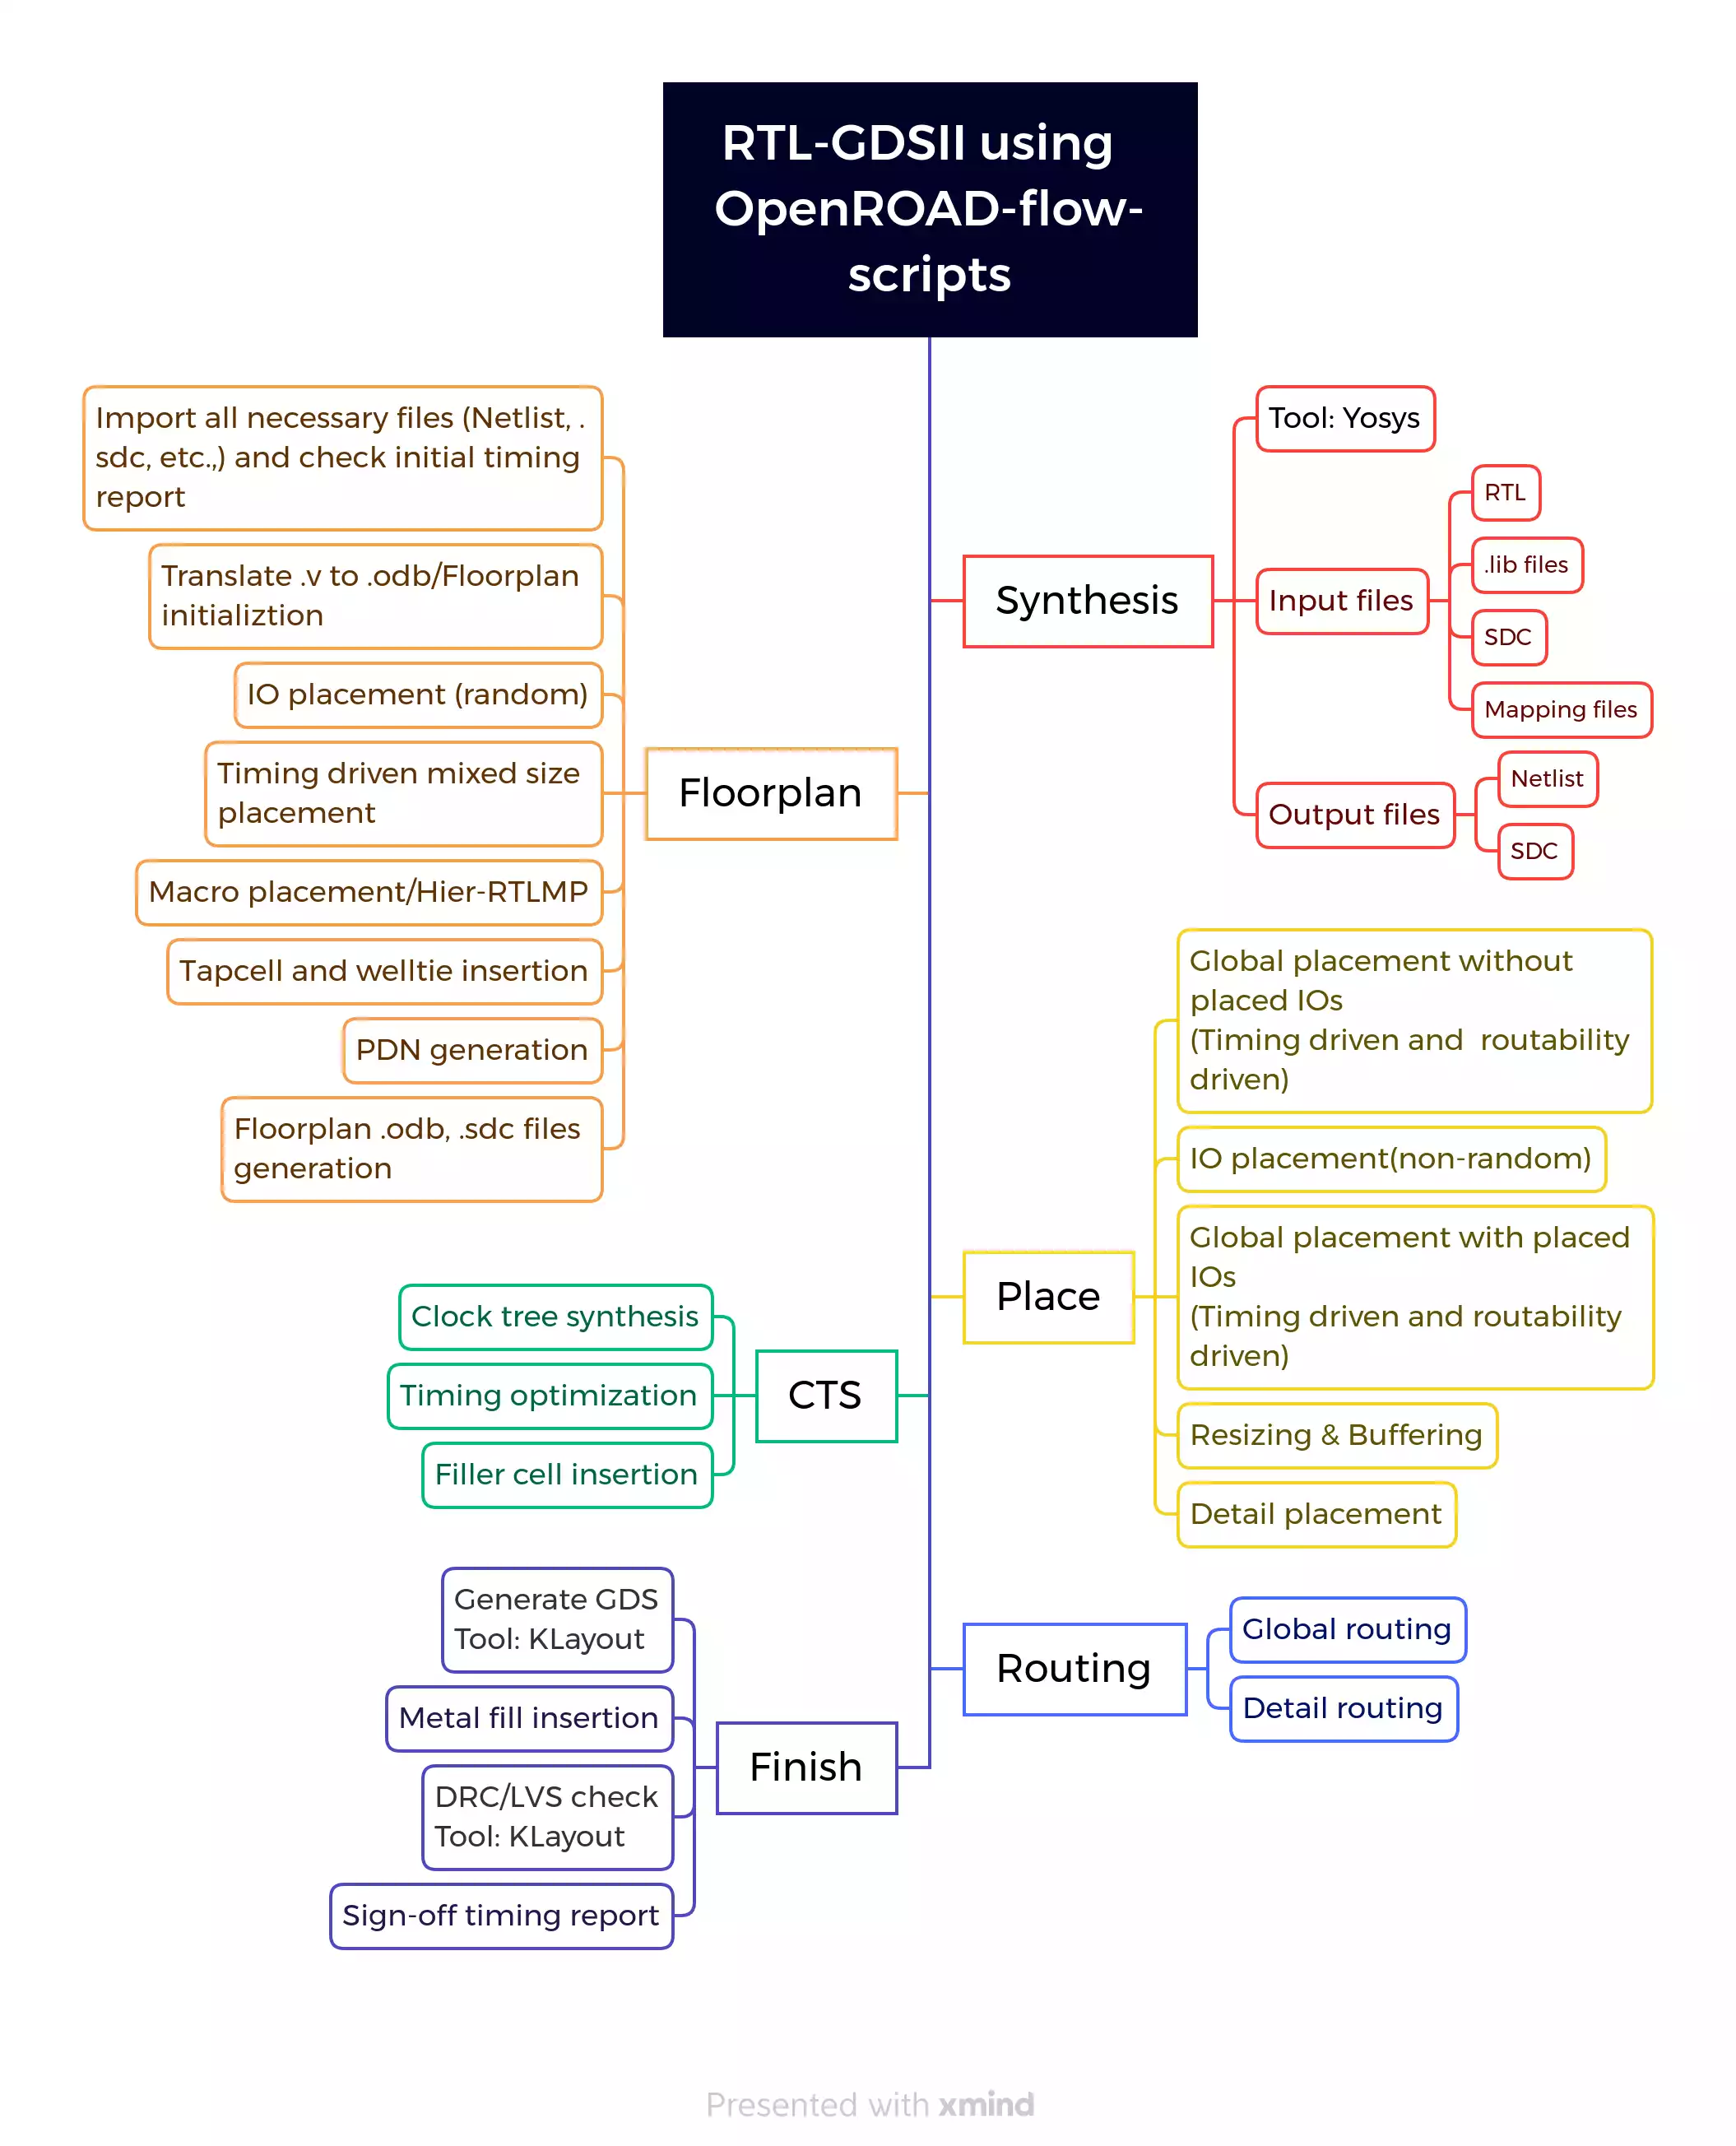 RTL-GDSII using
OpenROAD-flow-
scripts
Synthesis
Tool: Yosys
Input files
RTL
.lib files
SDC
Mapping files
Output files
Netlist
SDC
Floorplan
Import all necessary files (Netlist, .
sdc, etc.,) and check initial timing
report
Translate .v to .odb/Floorplan
initializtion
IO placement (random)
Timing driven mixed size
placement
Macro placement/Hier-RTLMP
Tapcell and welltie insertion
PDN generation
Floorplan .odb, .sdc files
generation
Place
Global placement without
placed IOs
(Timing driven and  routability
driven)
IO placement(non-random)
Global placement with placed
IOs
(Timing driven and routability
driven)
Resizing & Buffering
Detail placement
CTS
Clock tree synthesis
Timing optimization
Filler cell insertion
Routing
Global routing
Detail routing
Finish
Generate GDS
Tool: KLayout
Metal fill insertion
DRC/LVS check
Tool: KLayout
Sign-off timing report
Presented with xmind